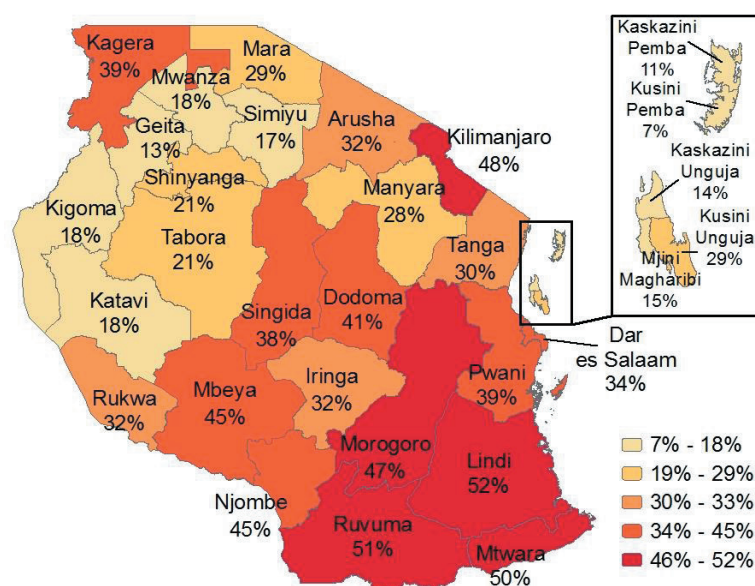 Kagera
39%
Mara
29%
Mwanza
18%
Simiyu
17%
Geita
13%
Arusha
32%
Kilimanjaro
48%
Shinyanga
21%
Kigoma
18%
Tabora
21%
Manyara
28%
Tanga
30%
Katavi
18%
Singida
38%
Dodoma
41%
Rukwa
32%
Mbeya
45%
Iringa
32%
Morogoro
47%
Pwani
39%
Dar
es Salaam
34%
Njombe
45%
Lindi
52%
Ruvuma
51%
Mtwara
50%
Kaskazini
Pemba
11%
Kusini
Pemba
7%
Kaskazini
Unguja
14%
Kusini
Unguja
29%
Mjini
Magharibi
15%
7% - 18%
19% - 29%
30% - 33%
34% - 45%
46% - 52%